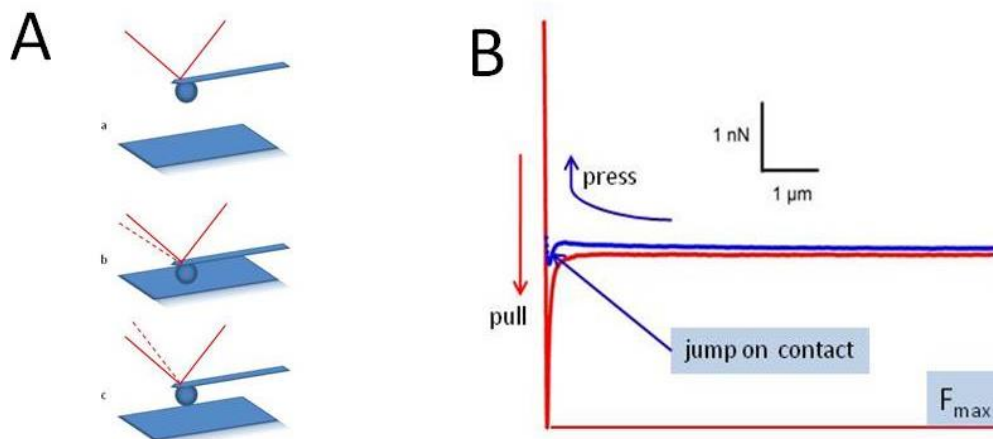 A
a
b
c
B
1 nN
1 µm
press
pull
jump on contact
Fmax